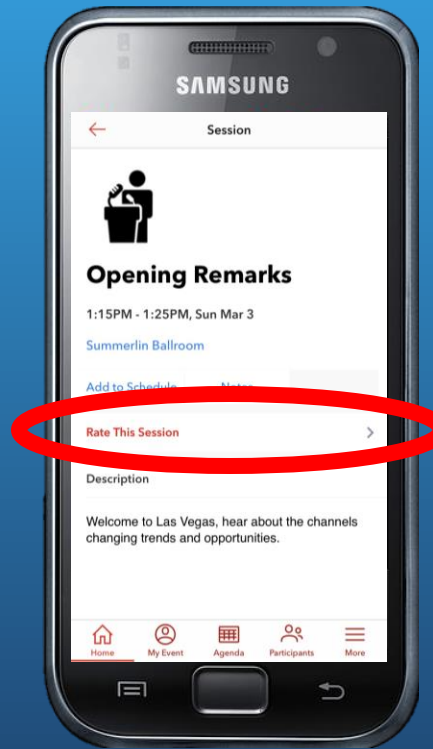 SAMSUNG
Session
Opening Remarks
1:15PM - 1:25PM, Sun Mar 3
Summerlin Ballroom
Add to Schedule Notes
Rate This Session
Description
Welcome to Las Vegas, hear about the channels
changing trends and opportunities.
Home My Event Agenda Participants More